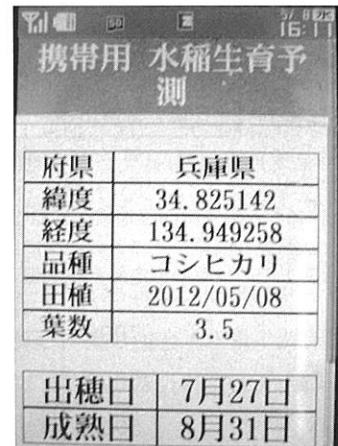 16:11
携帯用 水稲生育予
測
府県 兵庫県
緯度 34.825142
経度 134.949258
品種 コシヒカリ
田植 2012/05/08
葉数 3.5
出穂日 7月27日
成熟日 8月31日